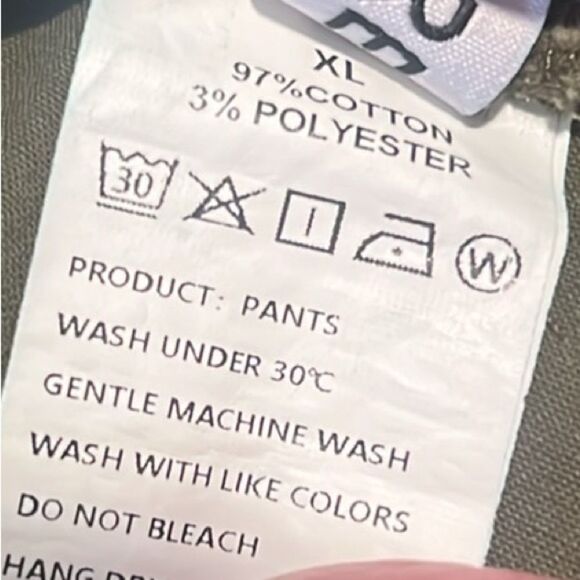 XL
97%COTTON
3% POLYESTER
30 W
PRODUCT: PANTS
WASH UNDER 30℃
GENTLE MACHINE WASH
WASH WITH LIKE COLORS
DO NOT BLEACH
HANG